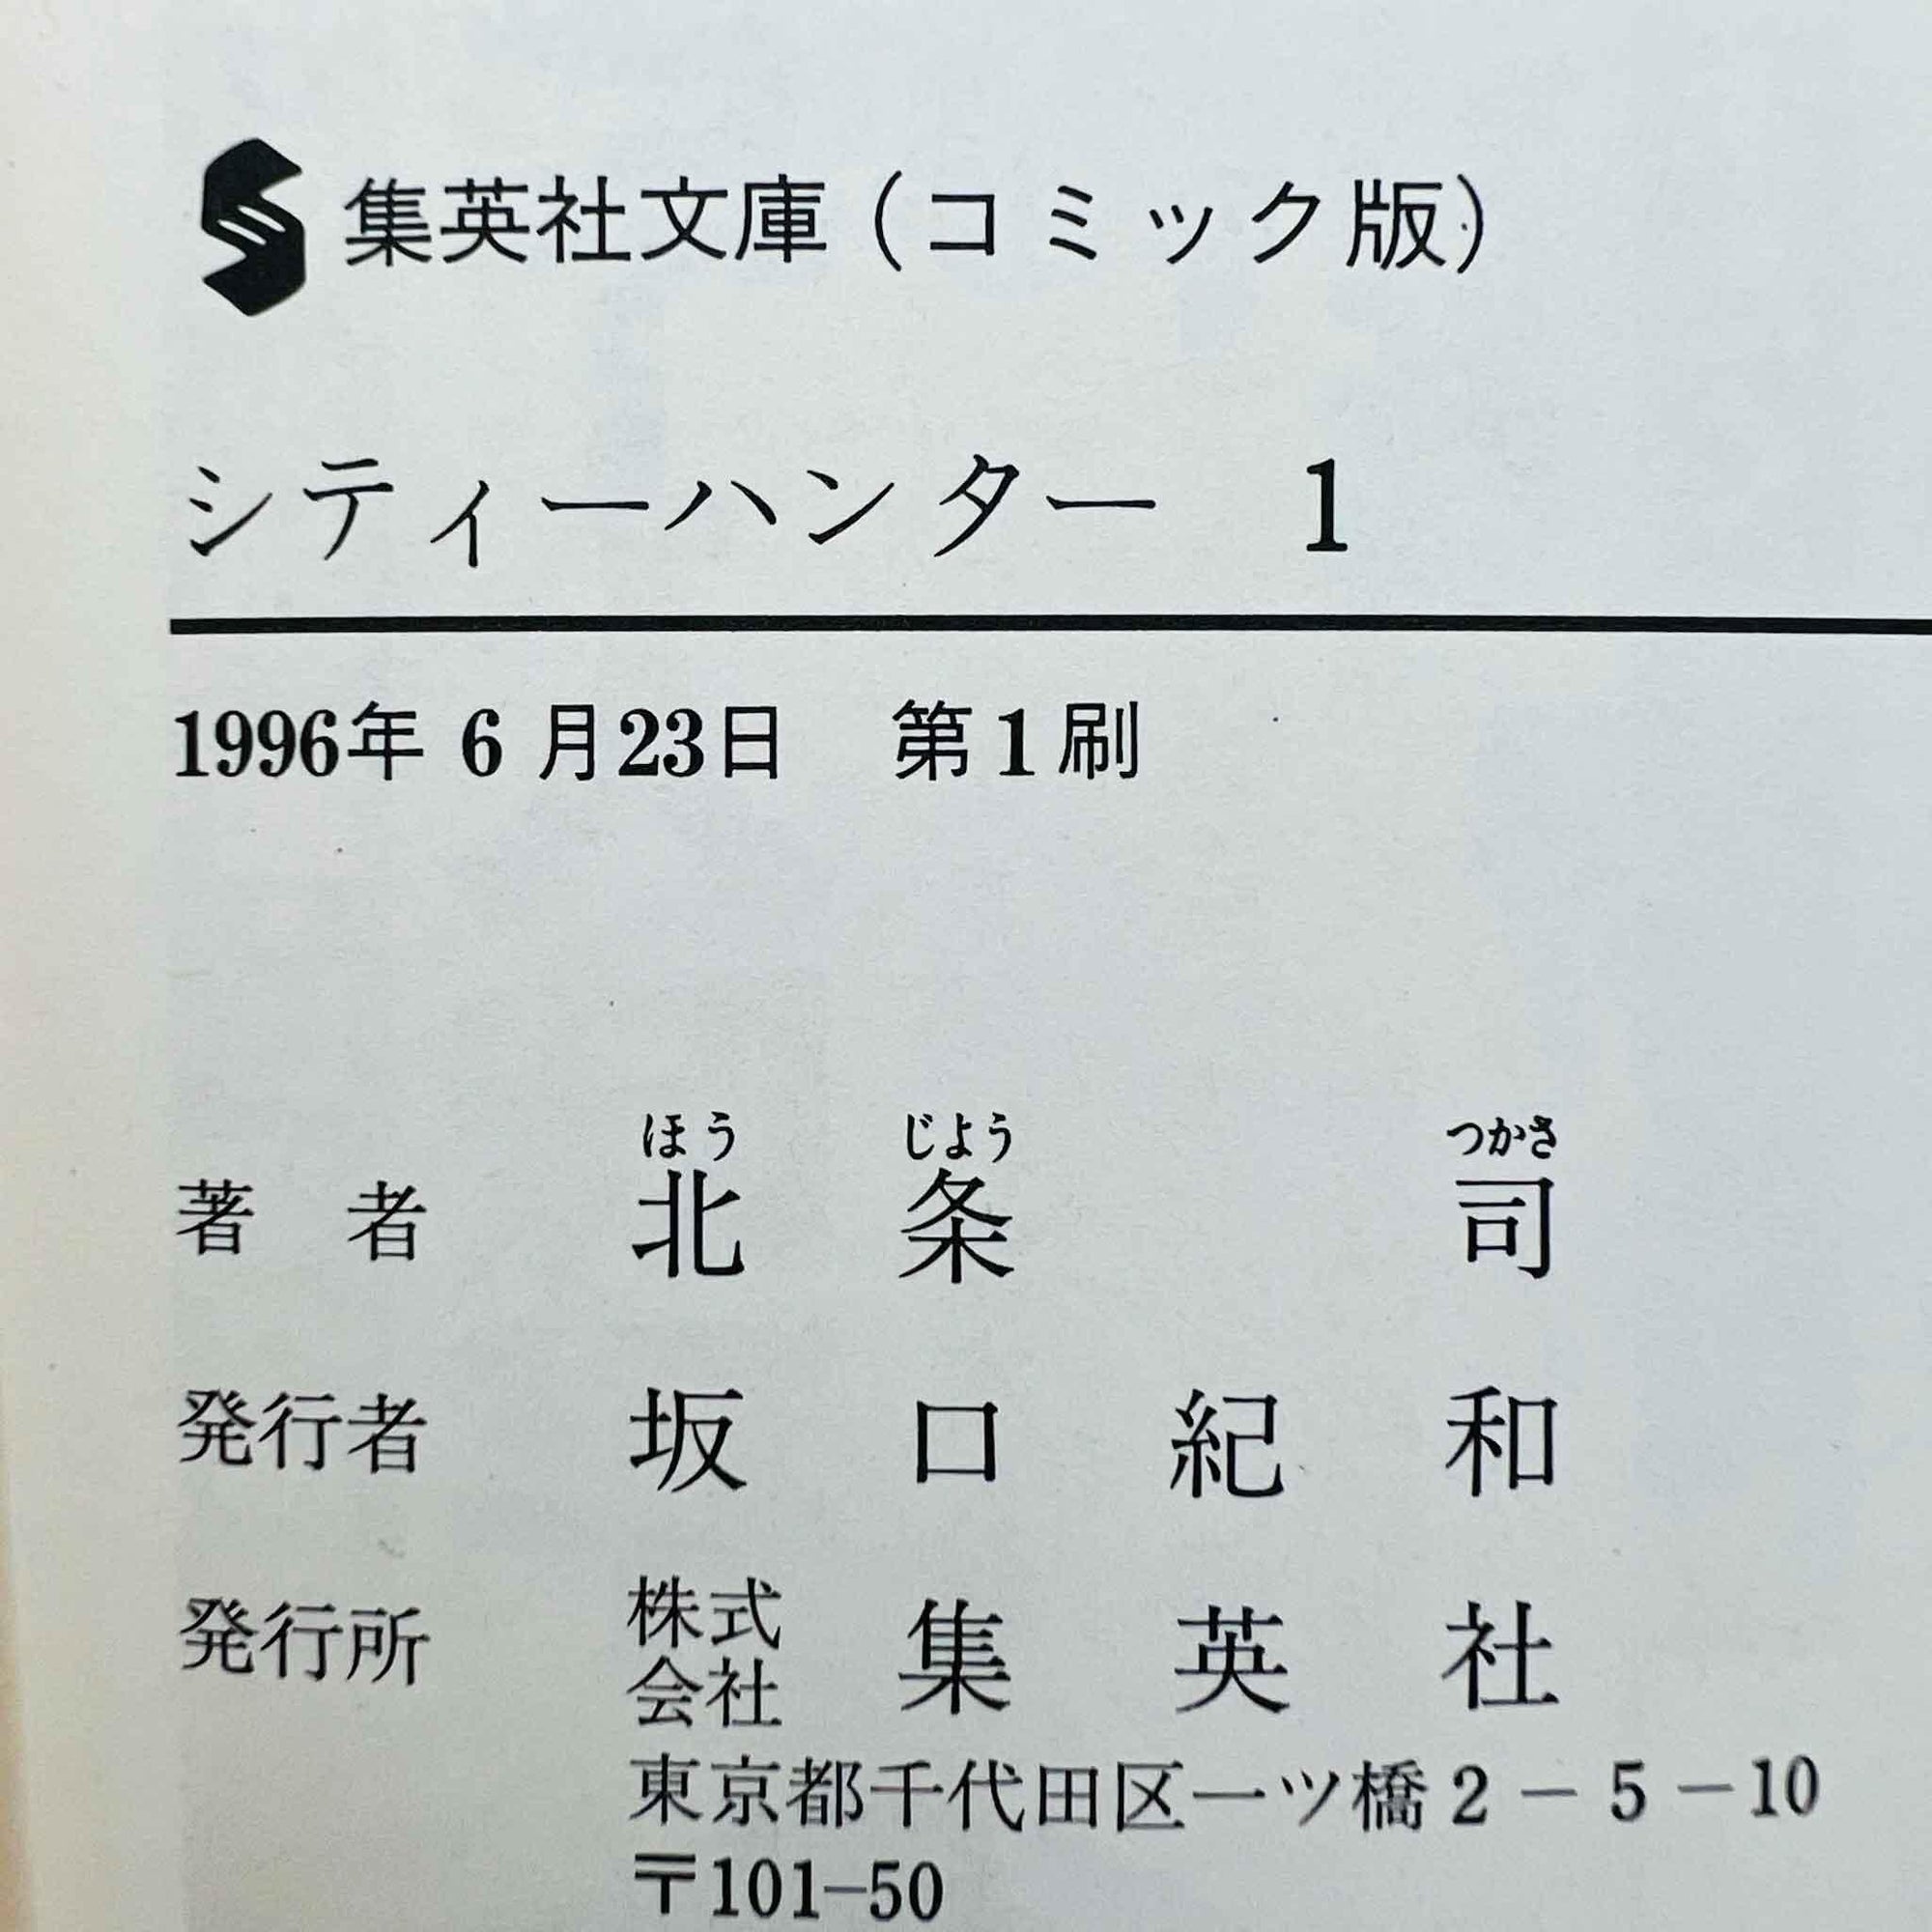 集英社文庫(コミック版)
シティーハンター 1
1996年6月23日 第1刷
ほう じょう つかさ
著者 北条 司
発行者 坂口紀和
発行所 株式会社 集英社
東京都千代田区一ツ橋2-5-10
〒101-50